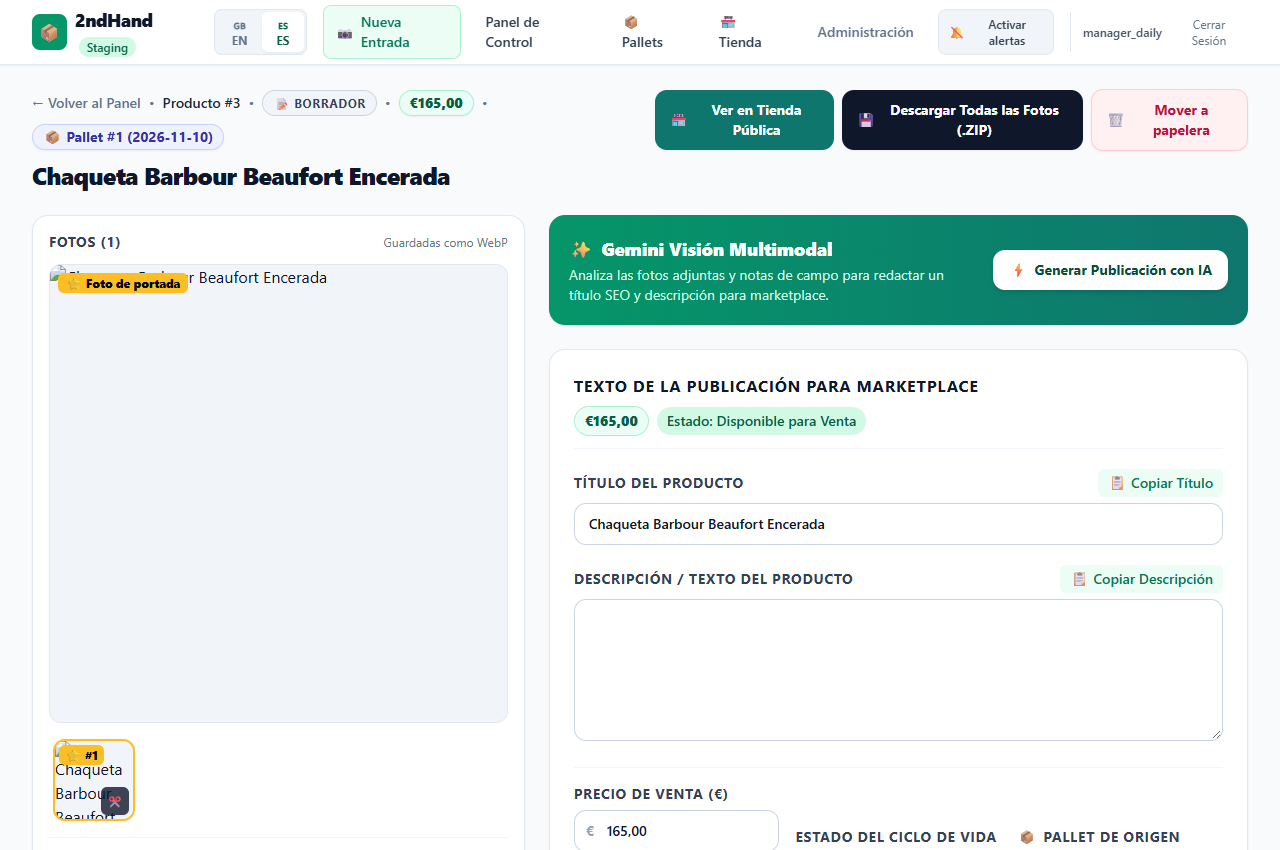 2ndHand
Staging
GB
EN
ES
ES
Nueva
Entrada
Panel de
Control
Pallets
Tienda
Administración
Activar
alertas
manager_daily
Cerrar
Sesión
← Volver al Panel • Producto #3 • BORRADOR • €165,00 •
Pallet #1 (2026-11-10)
Chaqueta Barbour Beaufort Encerada
Ver en Tienda
Pública
Descargar Todas las Fotos
(.ZIP)
Mover a
papelera
FOTOS (1)
Guardadas como WebP
Foto de portada
Beaufort Encerada
#1
Chaqueta
Barbour
Beaufort
Gemini Visión Multimodal
Analiza las fotos adjuntas y notas de campo para redactar un
título SEO y descripción para marketplace.
Generar Publicación con IA
TEXTO DE LA PUBLICACIÓN PARA MARKETPLACE
€165,00
Estado: Disponible para Venta
TÍTULO DEL PRODUCTO
Copiar Título
Chaqueta Barbour Beaufort Encerada
DESCRIPCIÓN / TEXTO DEL PRODUCTO
Copiar Descripción
PRECIO DE VENTA (€)
€ 165,00
ESTADO DEL CICLO DE VIDA
PALLET DE ORIGEN